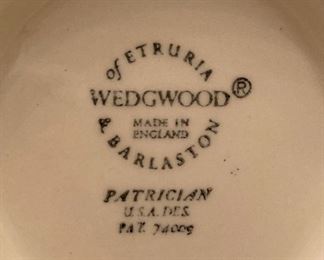 of ETRURIA
WEDGWOOD®
MADE IN
ENGLAND
& BARLASTON
PATRICIAN
U.S.A. DES.
PAT. 74009